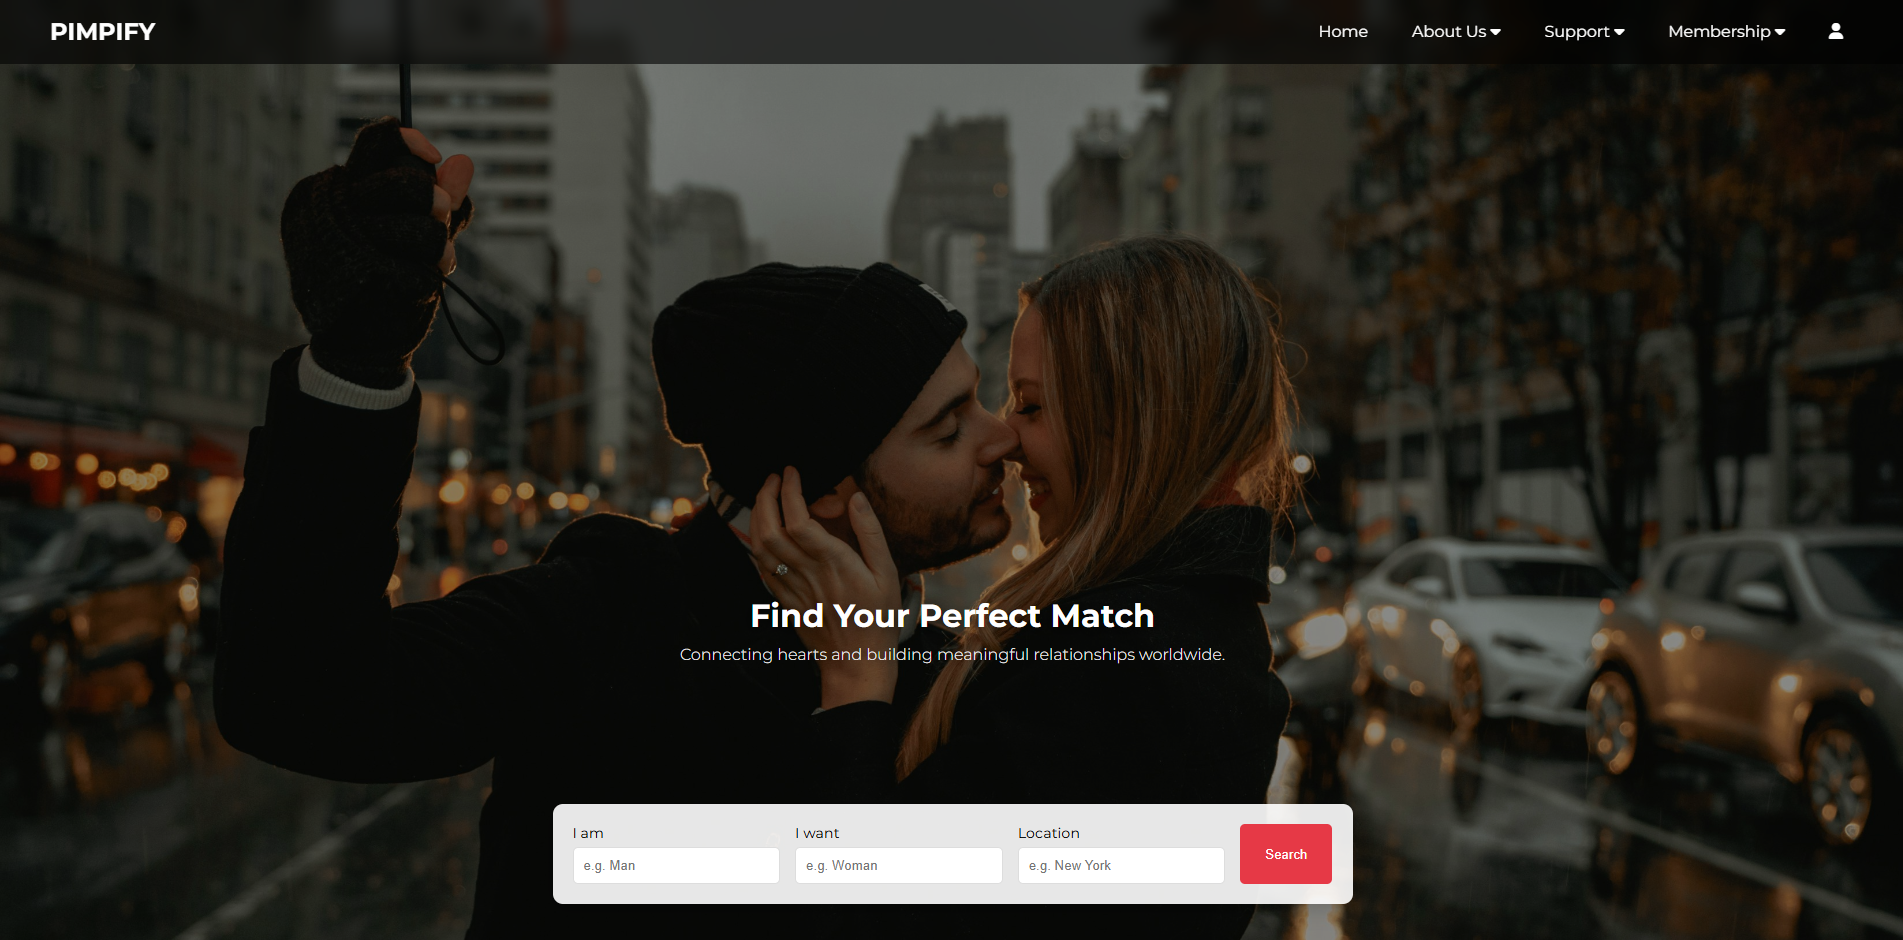 PIMPIFY
Home
About Us
Support
Membership
Find Your Perfect Match
Connecting hearts and building meaningful relationships worldwide.
I am
I want
Location
e.g. Man
e.g. Woman
e.g. New York
Search